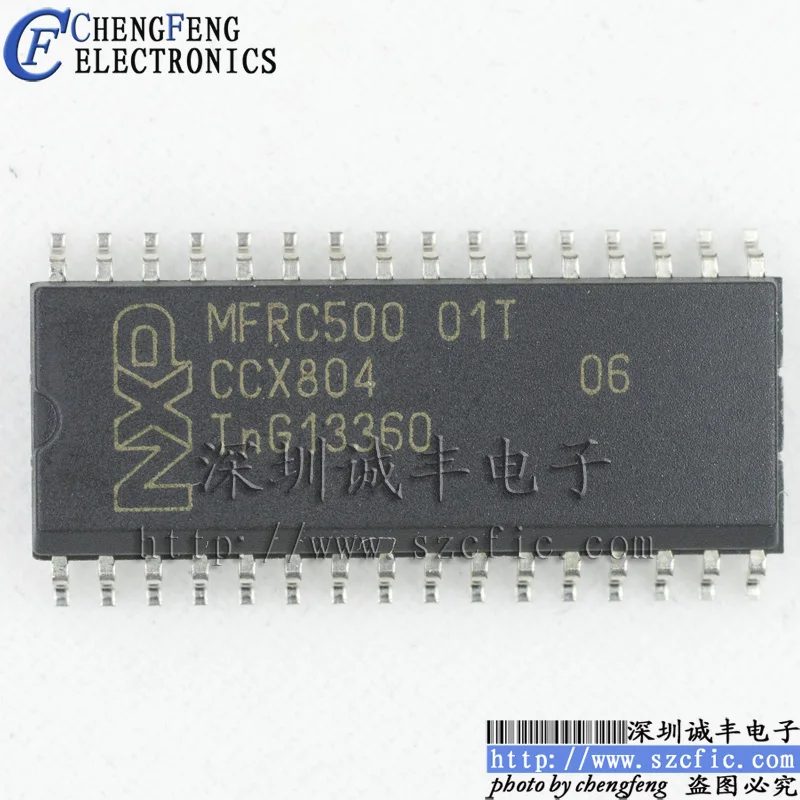 CHENGFENG
ELECTRONICS
NXP
MFRC500 01T
CCX804 06
TnG13360
深圳诚丰电子
http://www.szcfic.com
深圳诚丰电子
http://www.szcfic.com
photo by chengfeng 盗图必究